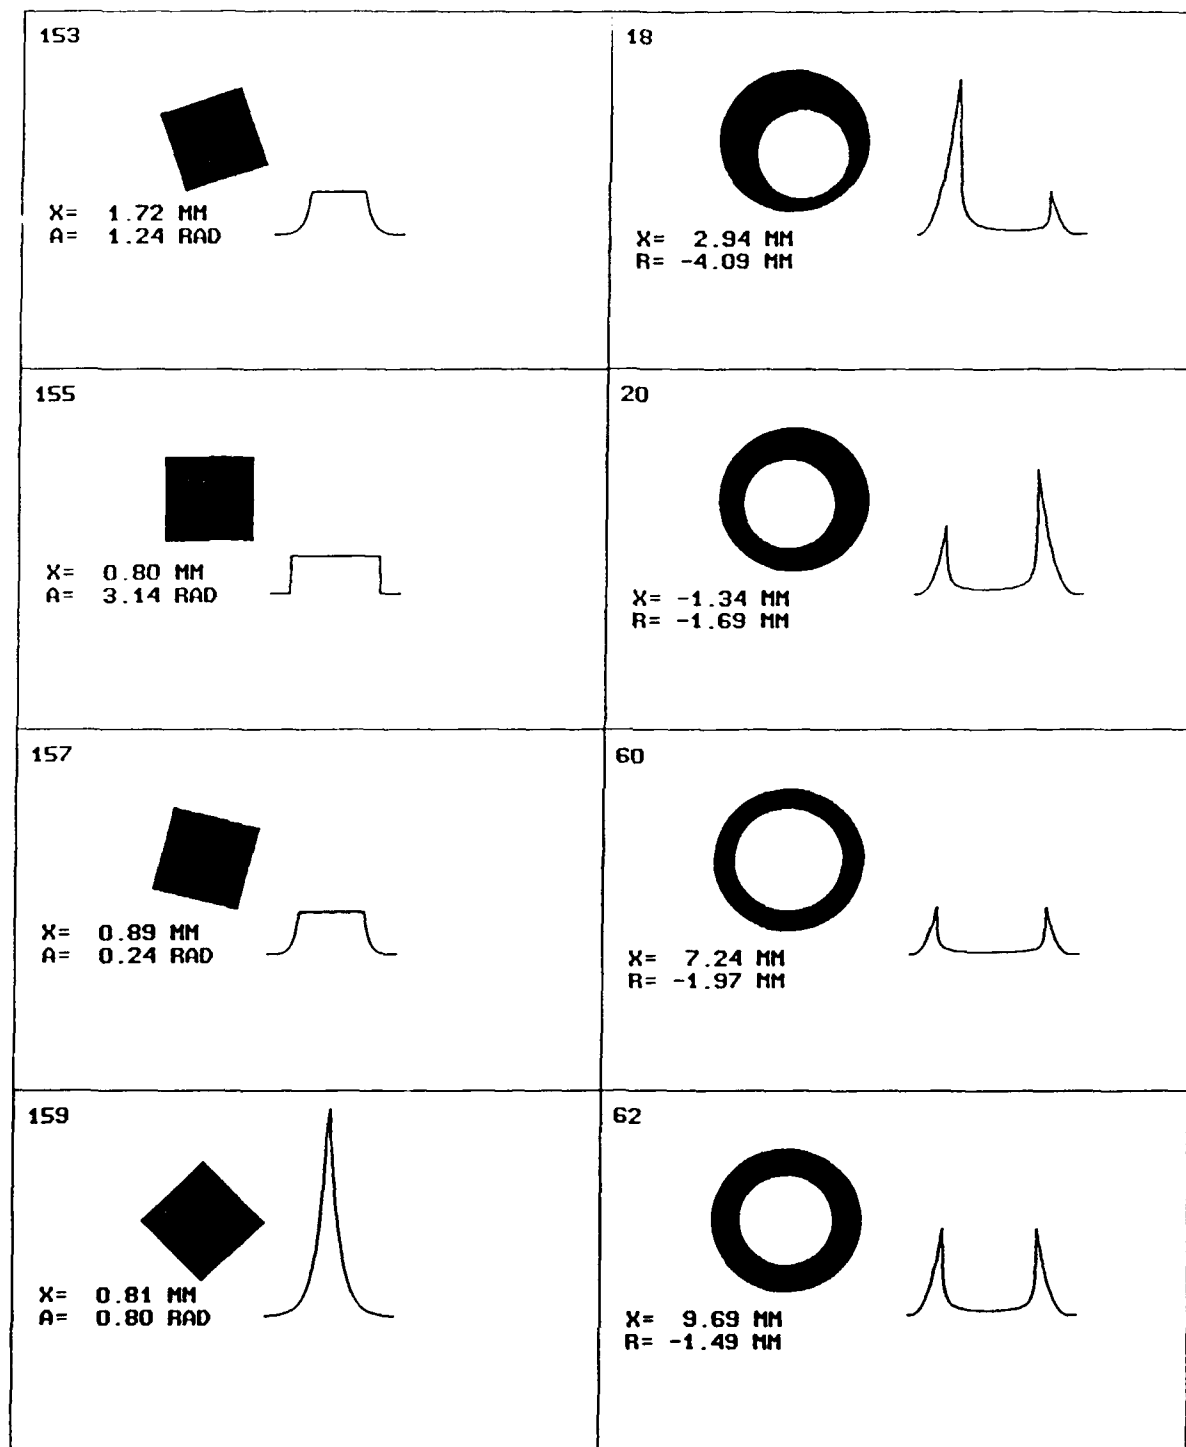 153
X= 1.72 MM
A= 1.24 RAD
18
X= 2.94 MM
R= -4.09 MM
155
X= 0.80 MM
A= 3.14 RAD
20
X= -1.34 MM
R= -1.69 MM
157
X= 0.89 MM
A= 0.24 RAD
60
X= 7.24 MM
R= -1.97 MM
159
X= 0.81 MM
A= 0.80 RAD
62
X= 9.69 MM
R= -1.49 MM